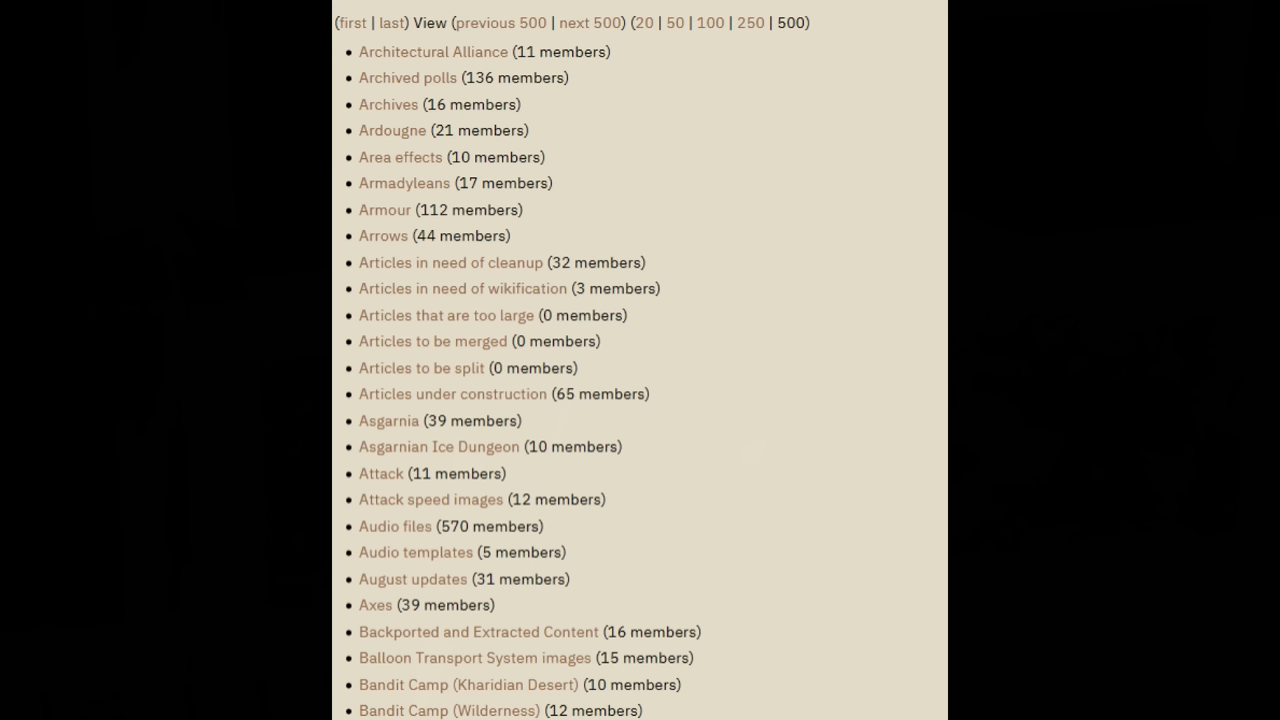 (first | last) View (previous 500 | next 500) (20 | 50 | 100 | 250 | 500)
• Architectural Alliance (11 members)
• Archived polls (136 members)
• Archives (16 members)
• Ardougne (21 members)
• Area effects (10 members)
• Armadyleans (17 members)
• Armour (112 members)
• Arrows (44 members)
• Articles in need of cleanup (32 members)
• Articles in need of wikification (3 members)
• Articles that are too large (0 members)
• Articles to be merged (0 members)
• Articles to be split (0 members)
• Articles under construction (65 members)
• Asgarnia (39 members)
• Asgarnian Ice Dungeon (10 members)
• Attack (11 members)
• Attack speed images (12 members)
• Audio files (570 members)
• Audio templates (5 members)
• August updates (31 members)
• Axes (39 members)
• Backported and Extracted Content (16 members)
• Balloon Transport System images (15 members)
• Bandit Camp (Kharidian Desert) (10 members)
• Bandit Camp (Wilderness) (12 members)